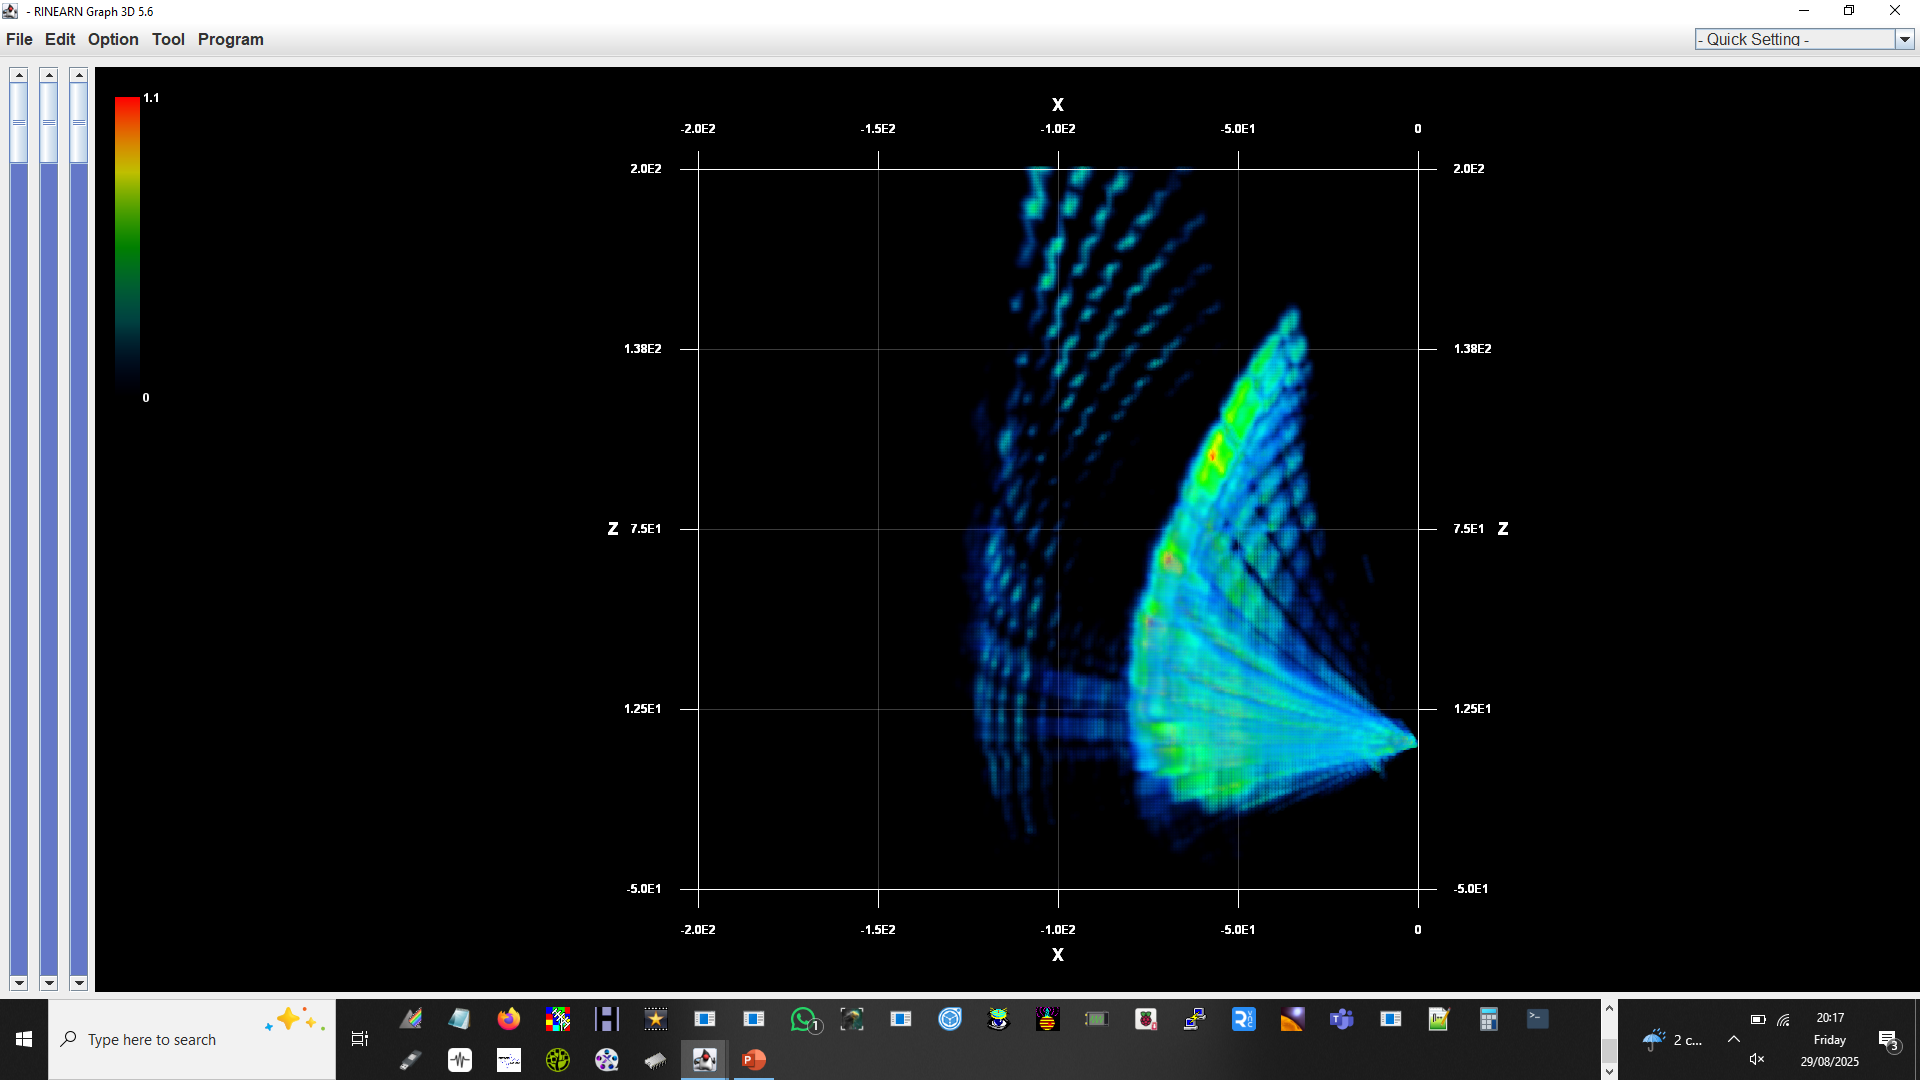 - RINEARN Graph 3D 5.6
File Edit Option Tool Program
- Quick Setting -
1.1
0
X
-2.0E2 -1.5E2 -1.0E2 -5.0E1 0
2.0E2 2.0E2
1.38E2 1.38E2
Z 7.5E1 7.5E1 Z
1.25E1 1.25E1
-5.0E1 -5.0E1
-2.0E2 -1.5E2 -1.0E2 -5.0E1 0
X
Type here to search
1
P
2 c...
20:17
Friday
29/08/2025
3